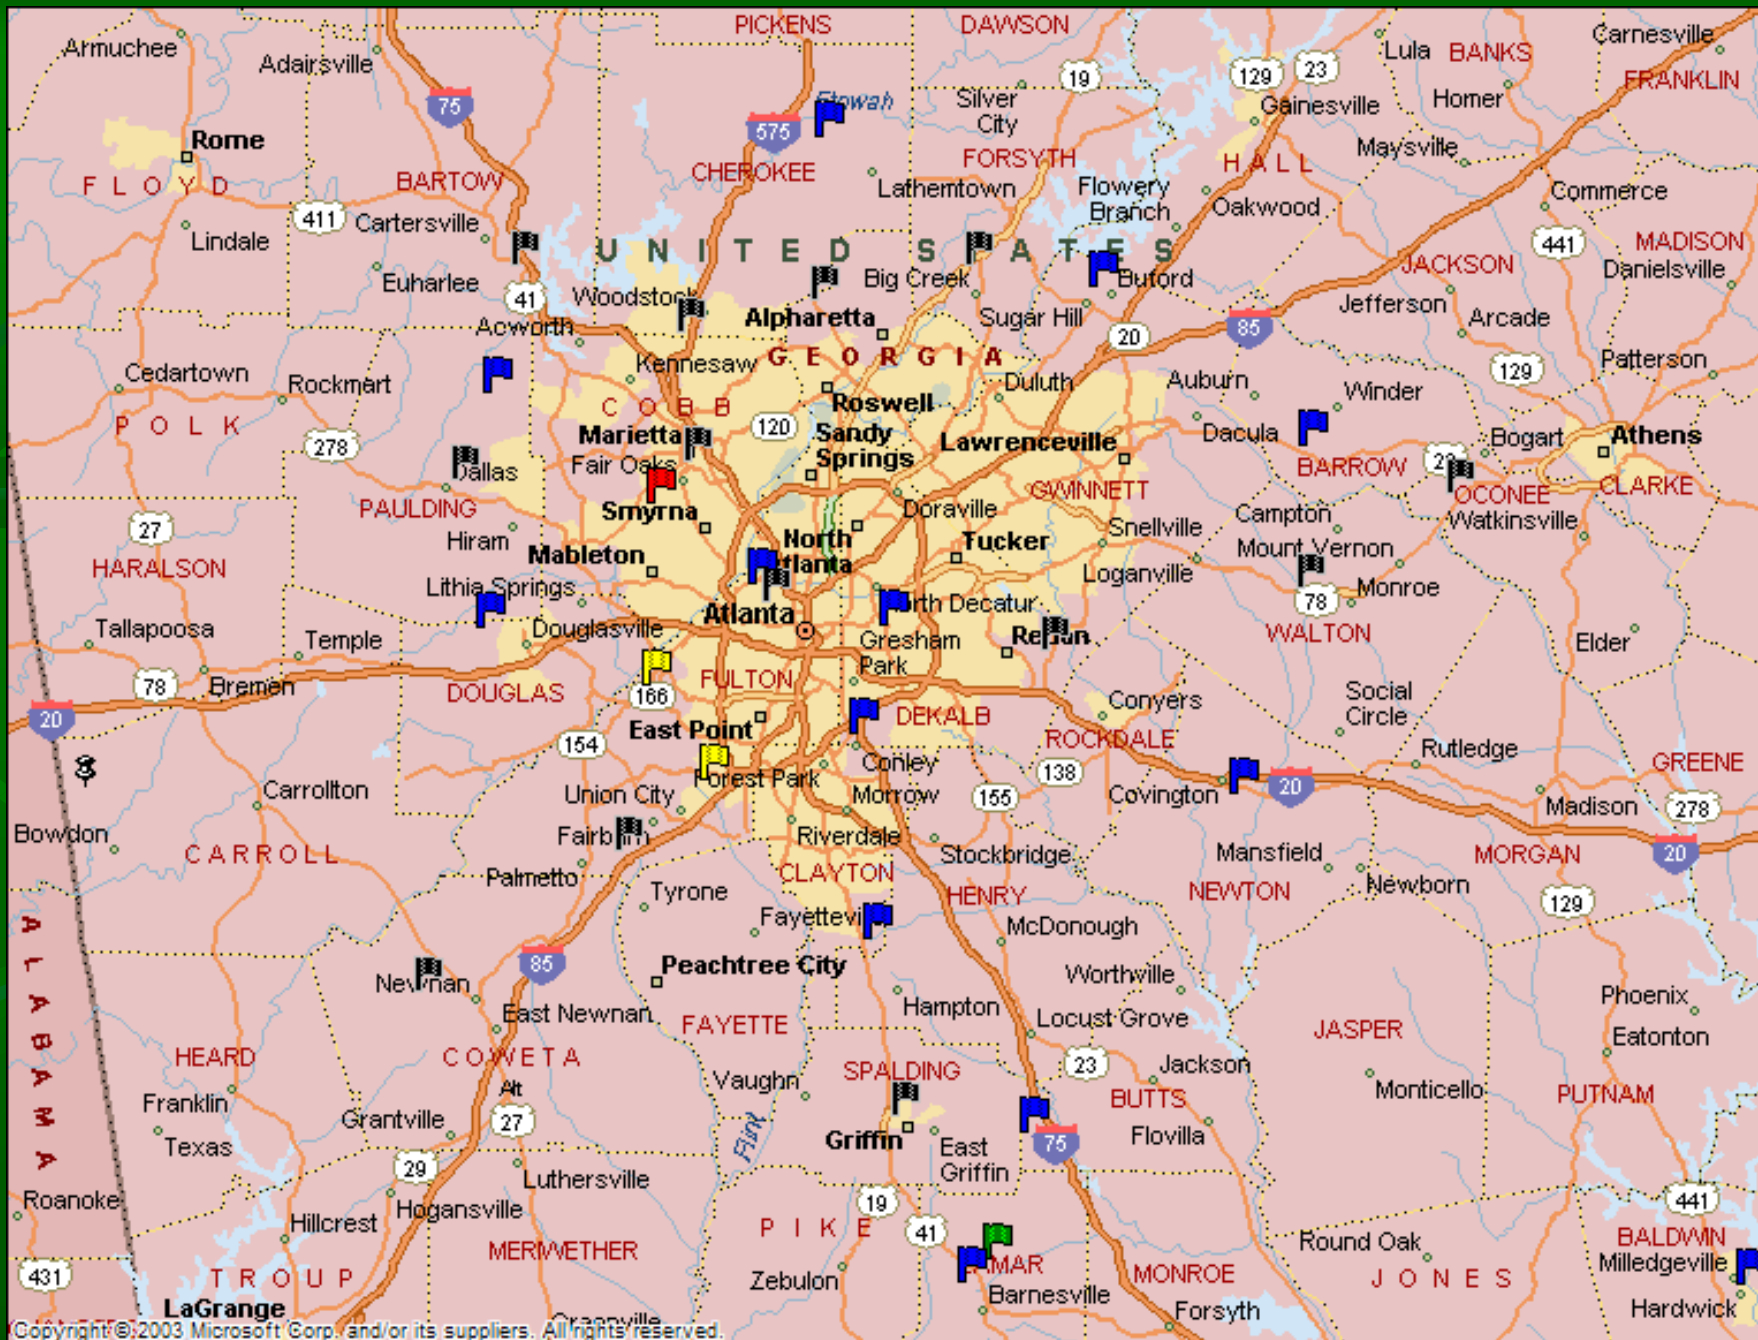 PICKENS
DAWSON
Armuchee
Adairsville
Lula
BANKS
Carnesville
FRANKLIN
75
575
Etowah
Silver
City
19
129
23
Gainesville
Homer
Rome
FLOYD
BARTOW
CHEROKEE
FORSYTH
Lathemtown
Flowery
Branch
HALL
Maysville
Commerce
Oakwood
411
Cartersville
Lindale
UNITED STATES
441
MADISON
Danielsville
Euharlee
41
Woodstock
Big Creek
Buford
JACKSON
Jefferson
Arcade
Acworth
Alpharetta
Sugar Hill
20
85
Kennesaw
GEORGIA
Patterson
Cedartown
Rockmart
Duluth
Auburn
Winder
129
POLK
COBB
Roswell
278
120
Marietta
Sandy
Springs
Lawrenceville
Dacula
Bogart
Athens
Dallas
Fair Oaks
BARROW
OCONEE
CLARKE
PAULDING
GWINNETT
27
Smyrna
Doraville
Snellville
Campton
Watkinsville
Hiram
North
Atlanta
Tucker
Mableton
Mount Vernon
HARALSON
Lithia Springs
Loganville
Monroe
North Decatur
78
Atlanta
Tallapoosa
Temple
Douglasville
Gresham
Park
Redan
WALTON
Elder
78
Bremen
DOUGLAS
166
FULTON
Conyers
Social
Circle
20
East Point
DEKALB
154
ROCKDALE
Rutledge
GREENE
Forest Park
Conley
138
Carrollton
Union City
Morrow
155
Covington
20
Madison
278
Bowdon
Fairburn
Riverdale
Stockbridge
Mansfield
MORGAN
20
CARROLL
Palmetto
CLAYTON
Newborn
Tyrone
HENRY
NEWTON
129
Fayetteville
McDonough
ALABAMA
85
Peachtree City
Worthville
Newnan
Hampton
Phoenix
East Newnan
FAYETTE
Locust Grove
JASPER
Eatonton
HEARD
COWETA
SPALDING
23
Jackson
Vaughn
Monticello
PUTNAM
Alt
27
Franklin
Grantville
BUTTS
Flint
Griffin
75
Flovilla
Texas
East
Griffin
29
Luthersville
Roanoke
Hogansville
19
441
Hillcrest
PIKE
41
MERIWETHER
LAMAR
Round Oak
BALDWIN
Milledgeville
431
TROUP
Zebulon
MONROE
JONES
Barnesville
Hardwick
LaGrange
Forsyth
Greenville
Copyright © 2003 Microsoft Corp. and/or its suppliers. All rights reserved.